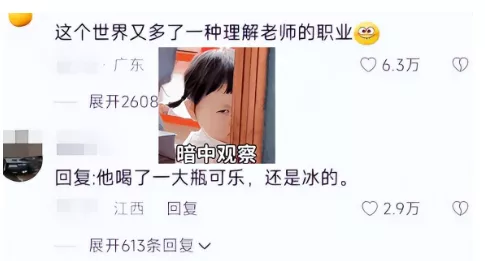 这个世界又多了一种理解老师的职业
广东
6.3万
展开2608
暗中观察
回复:他喝了一大瓶可乐，还是冰的。
江西 回复
2.9万
展开613条回复